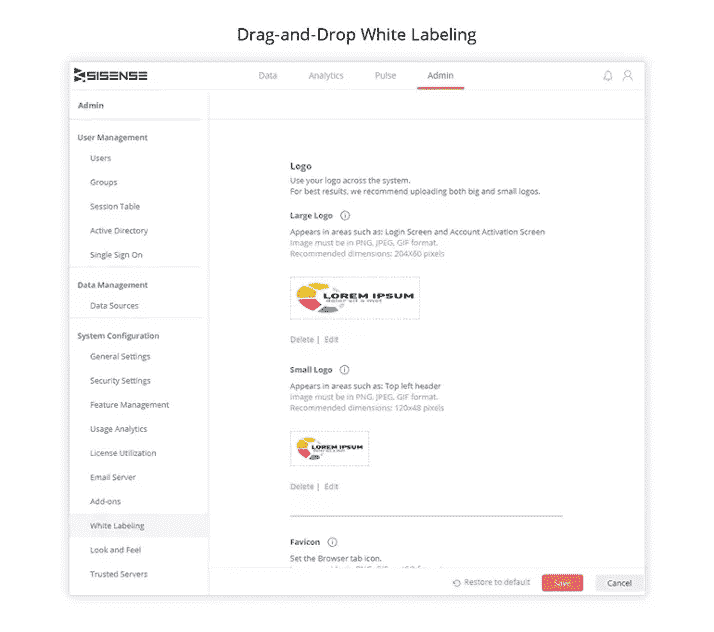 Drag-and-Drop White Labeling
SISENSE
Data Analytics Pulse Admin
Admin
User Management
Users
Groups
Session Table
Active Directory
Single Sign On
Data Management
Data Sources
System Configuration
General Settings
Security Settings
Feature Management
Usage Analytics
License Utilization
Email Server
Add-ons
White Labeling
Look and Feel
Trusted Servers
Logo
Use your logo across the system.
For best results, we recommend uploading both big and small logos.
Large Logo
Appears in areas such as: Login Screen and Account Activation Screen
Image must be in PNG, JPEG, GIF format.
Recommended dimensions: 204X60 pixels
LOREM IPSUM
dolor sit a met
Delete | Edit
Small Logo
Appears in areas such as: Top left header
Image must be in PNG, JPEG, GIF format.
Recommended dimensions: 120x48 pixels
LOREM IPSUM
Delete | Edit
Favicon
Set the Browser tab icon.
Restore to default Save Cancel